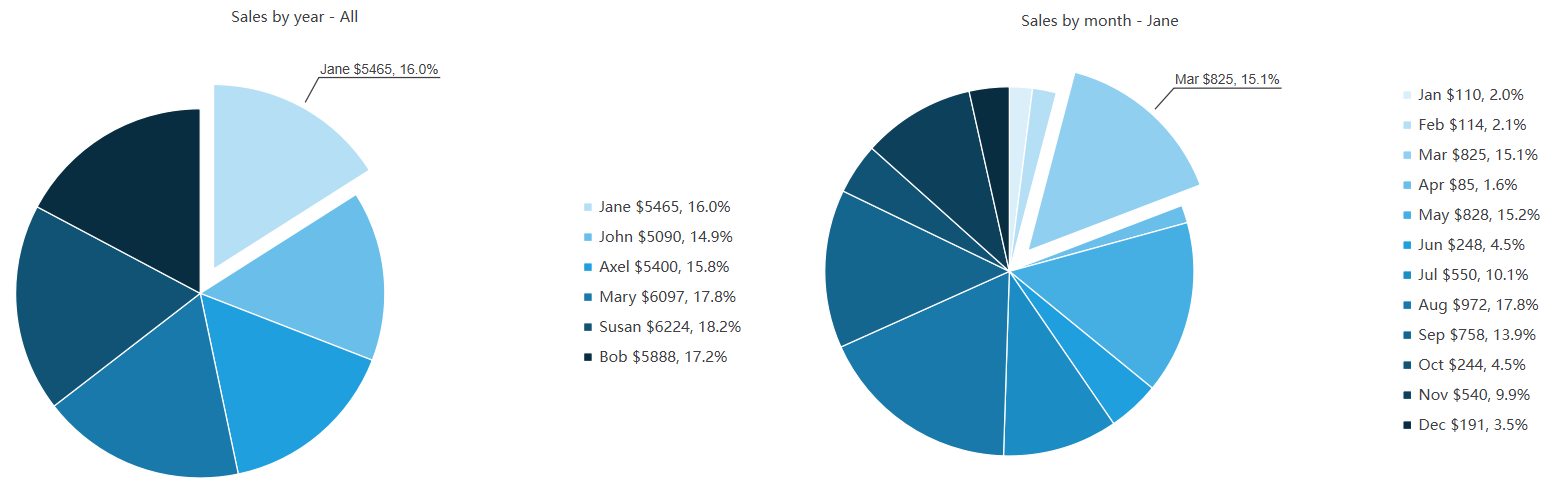 Sales by year - All
Jane $5465, 16.0%
Jane $5465, 16.0%
John $5090, 14.9%
Axel $5400, 15.8%
Mary $6097, 17.8%
Susan $6224, 18.2%
Bob $5888, 17.2%
Sales by month - Jane
Mar $825, 15.1%
Jan $110, 2.0%
Feb $114, 2.1%
Mar $825, 15.1%
Apr $85, 1.6%
May $828, 15.2%
Jun $248, 4.5%
Jul $550, 10.1%
Aug $972, 17.8%
Sep $758, 13.9%
Oct $244, 4.5%
Nov $540, 9.9%
Dec $191, 3.5%